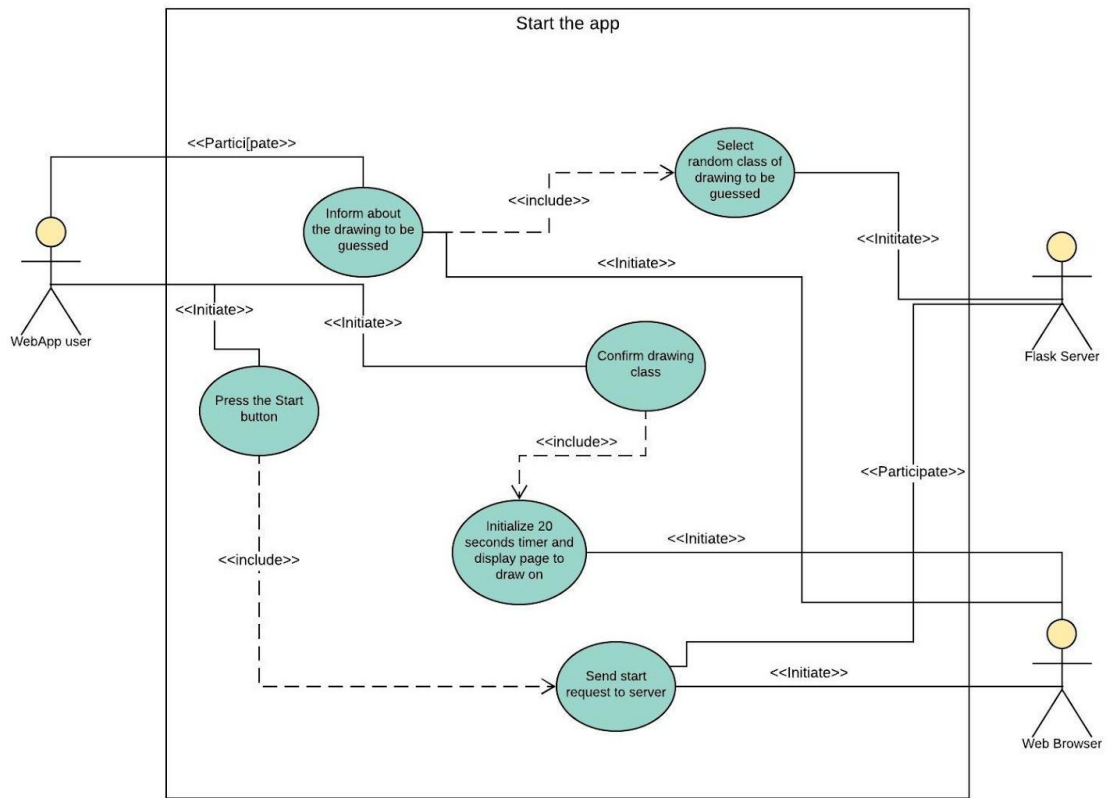 Start the app
<<Partici[pate>>
Select
random class of
drawing to be
guessed
<<include>>
Inform about
the drawing to be
guessed
<<Inititate>>
<<Initiate>>
<<Initiate>>
<<Initiate>>
WebApp user
Flask Server
Confirm drawing
class
Press the Start
button
<<include>>
<<Participate>>
Initialize 20
seconds timer and
display page to
draw on
<<Initiate>>
<<include>>
Send start
request to server
<<Initiate>>
Web Browser